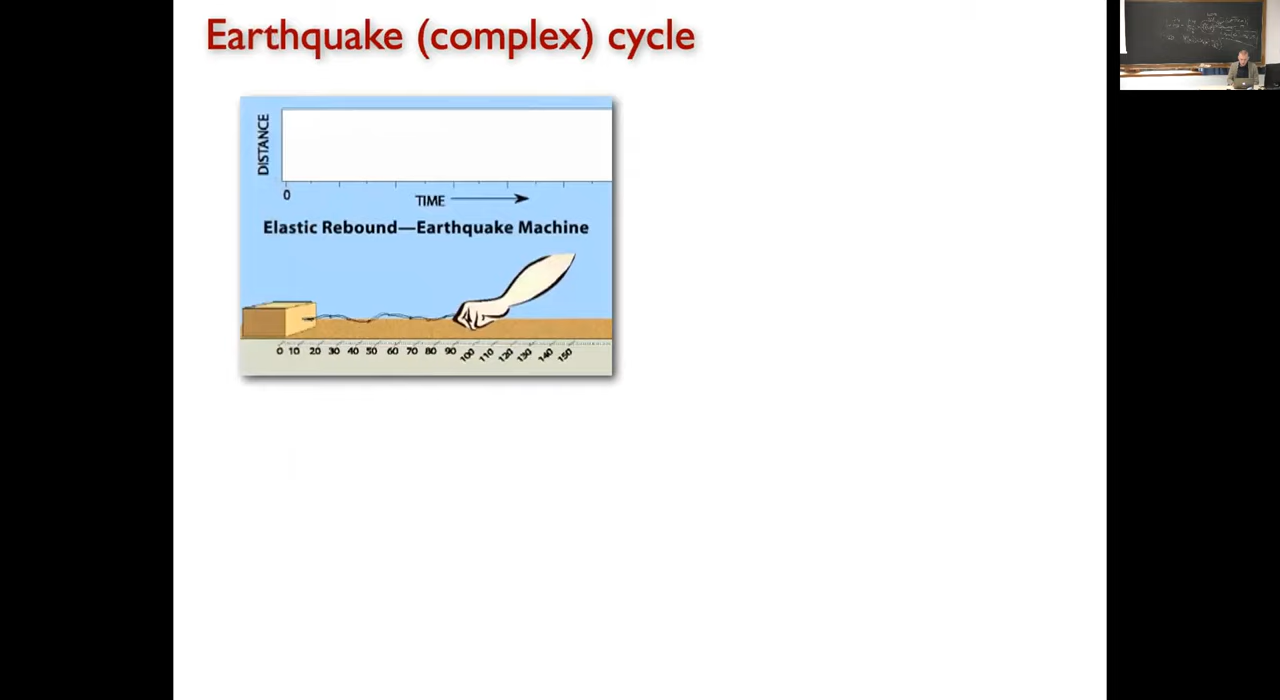 Earthquake (complex) cycle
DISTANCE
0
TIME
Elastic Rebound—Earthquake Machine
0 10 20 30 40 50 60 70 80 90 100 110 120 130 140 150